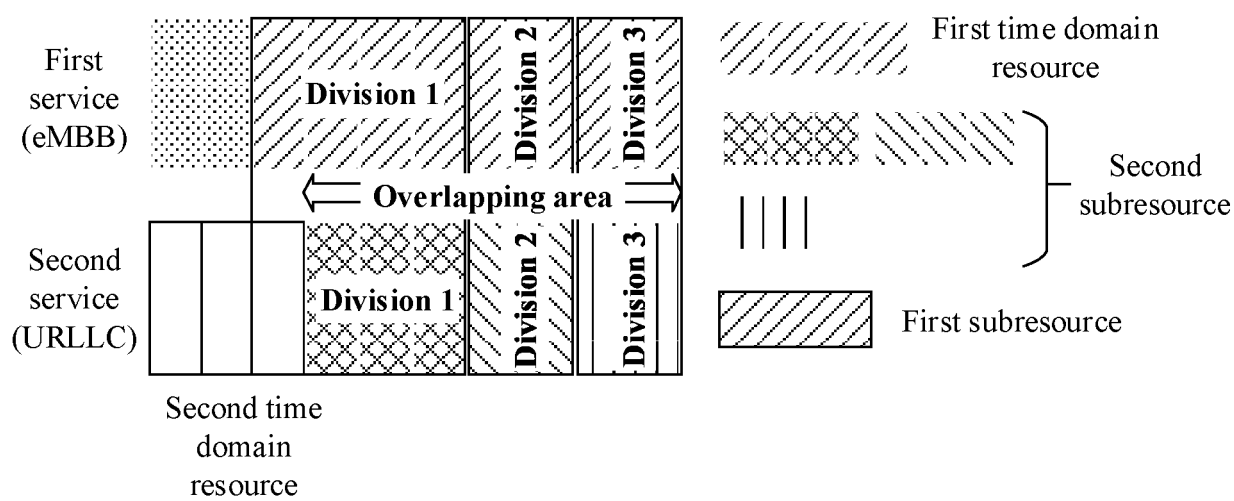 First
service
(eMBB)
Division 1
Division 2
Division 3
Overlapping area
Second
service
(URLLC)
Division 1
Division 2
Division 3
Second time
domain
resource
First time domain
resource
Second
subresource
First subresource